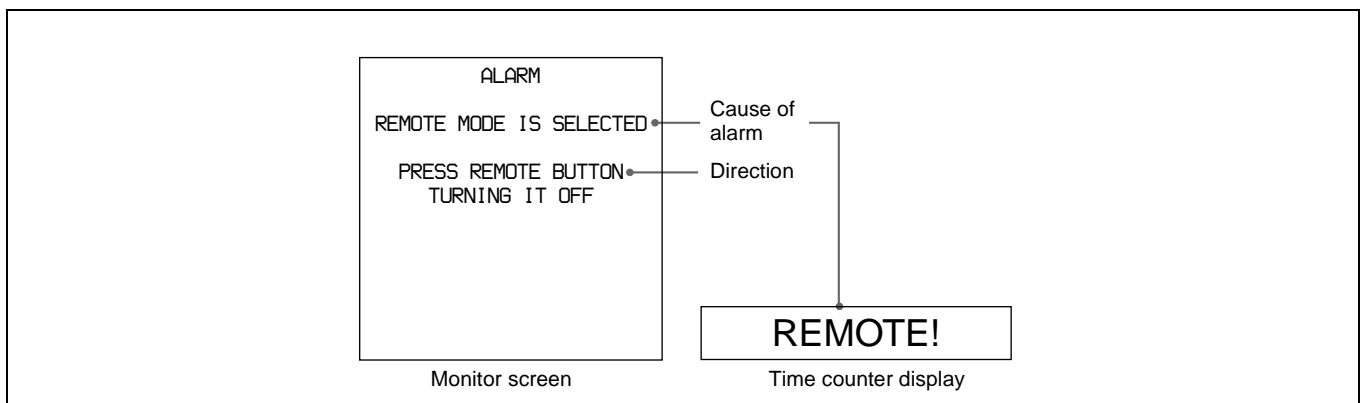 ALARM
REMOTE MODE IS SELECTED
PRESS REMOTE BUTTON
TURNING IT OFF
Cause of
alarm
Direction
REMOTE!
Monitor screen
Time counter display